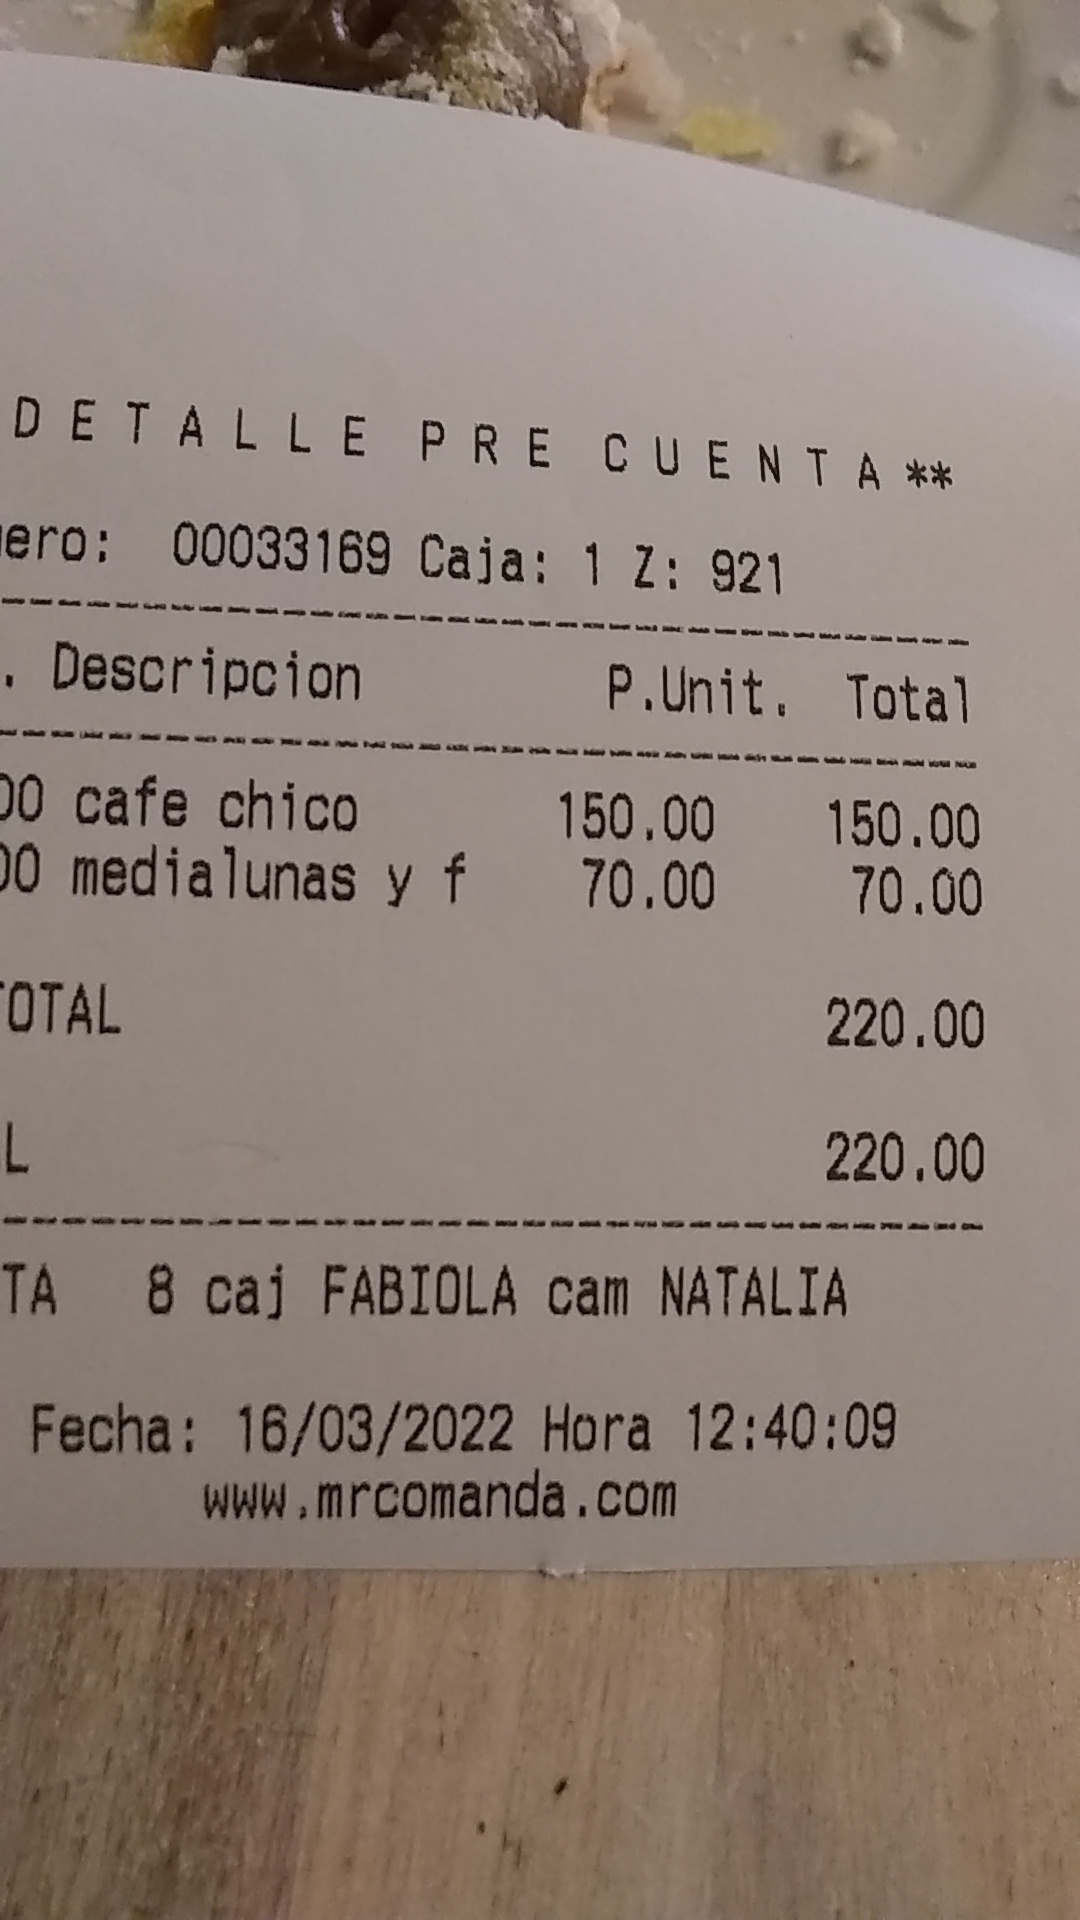 DETALLE PRE CUENTA**
ero: 00033169 Caja: 1 Z: 921
. Descripcion P.Unit. Total
00 cafe chico 150.00 150.00
00 medialunas y f 70.00 70.00
TOTAL 220.00
L 220.00
TA 8 caj FABIOLA cam NATALIA
Fecha: 16/03/2022 Hora 12:40:09
www.mrcomanda.com